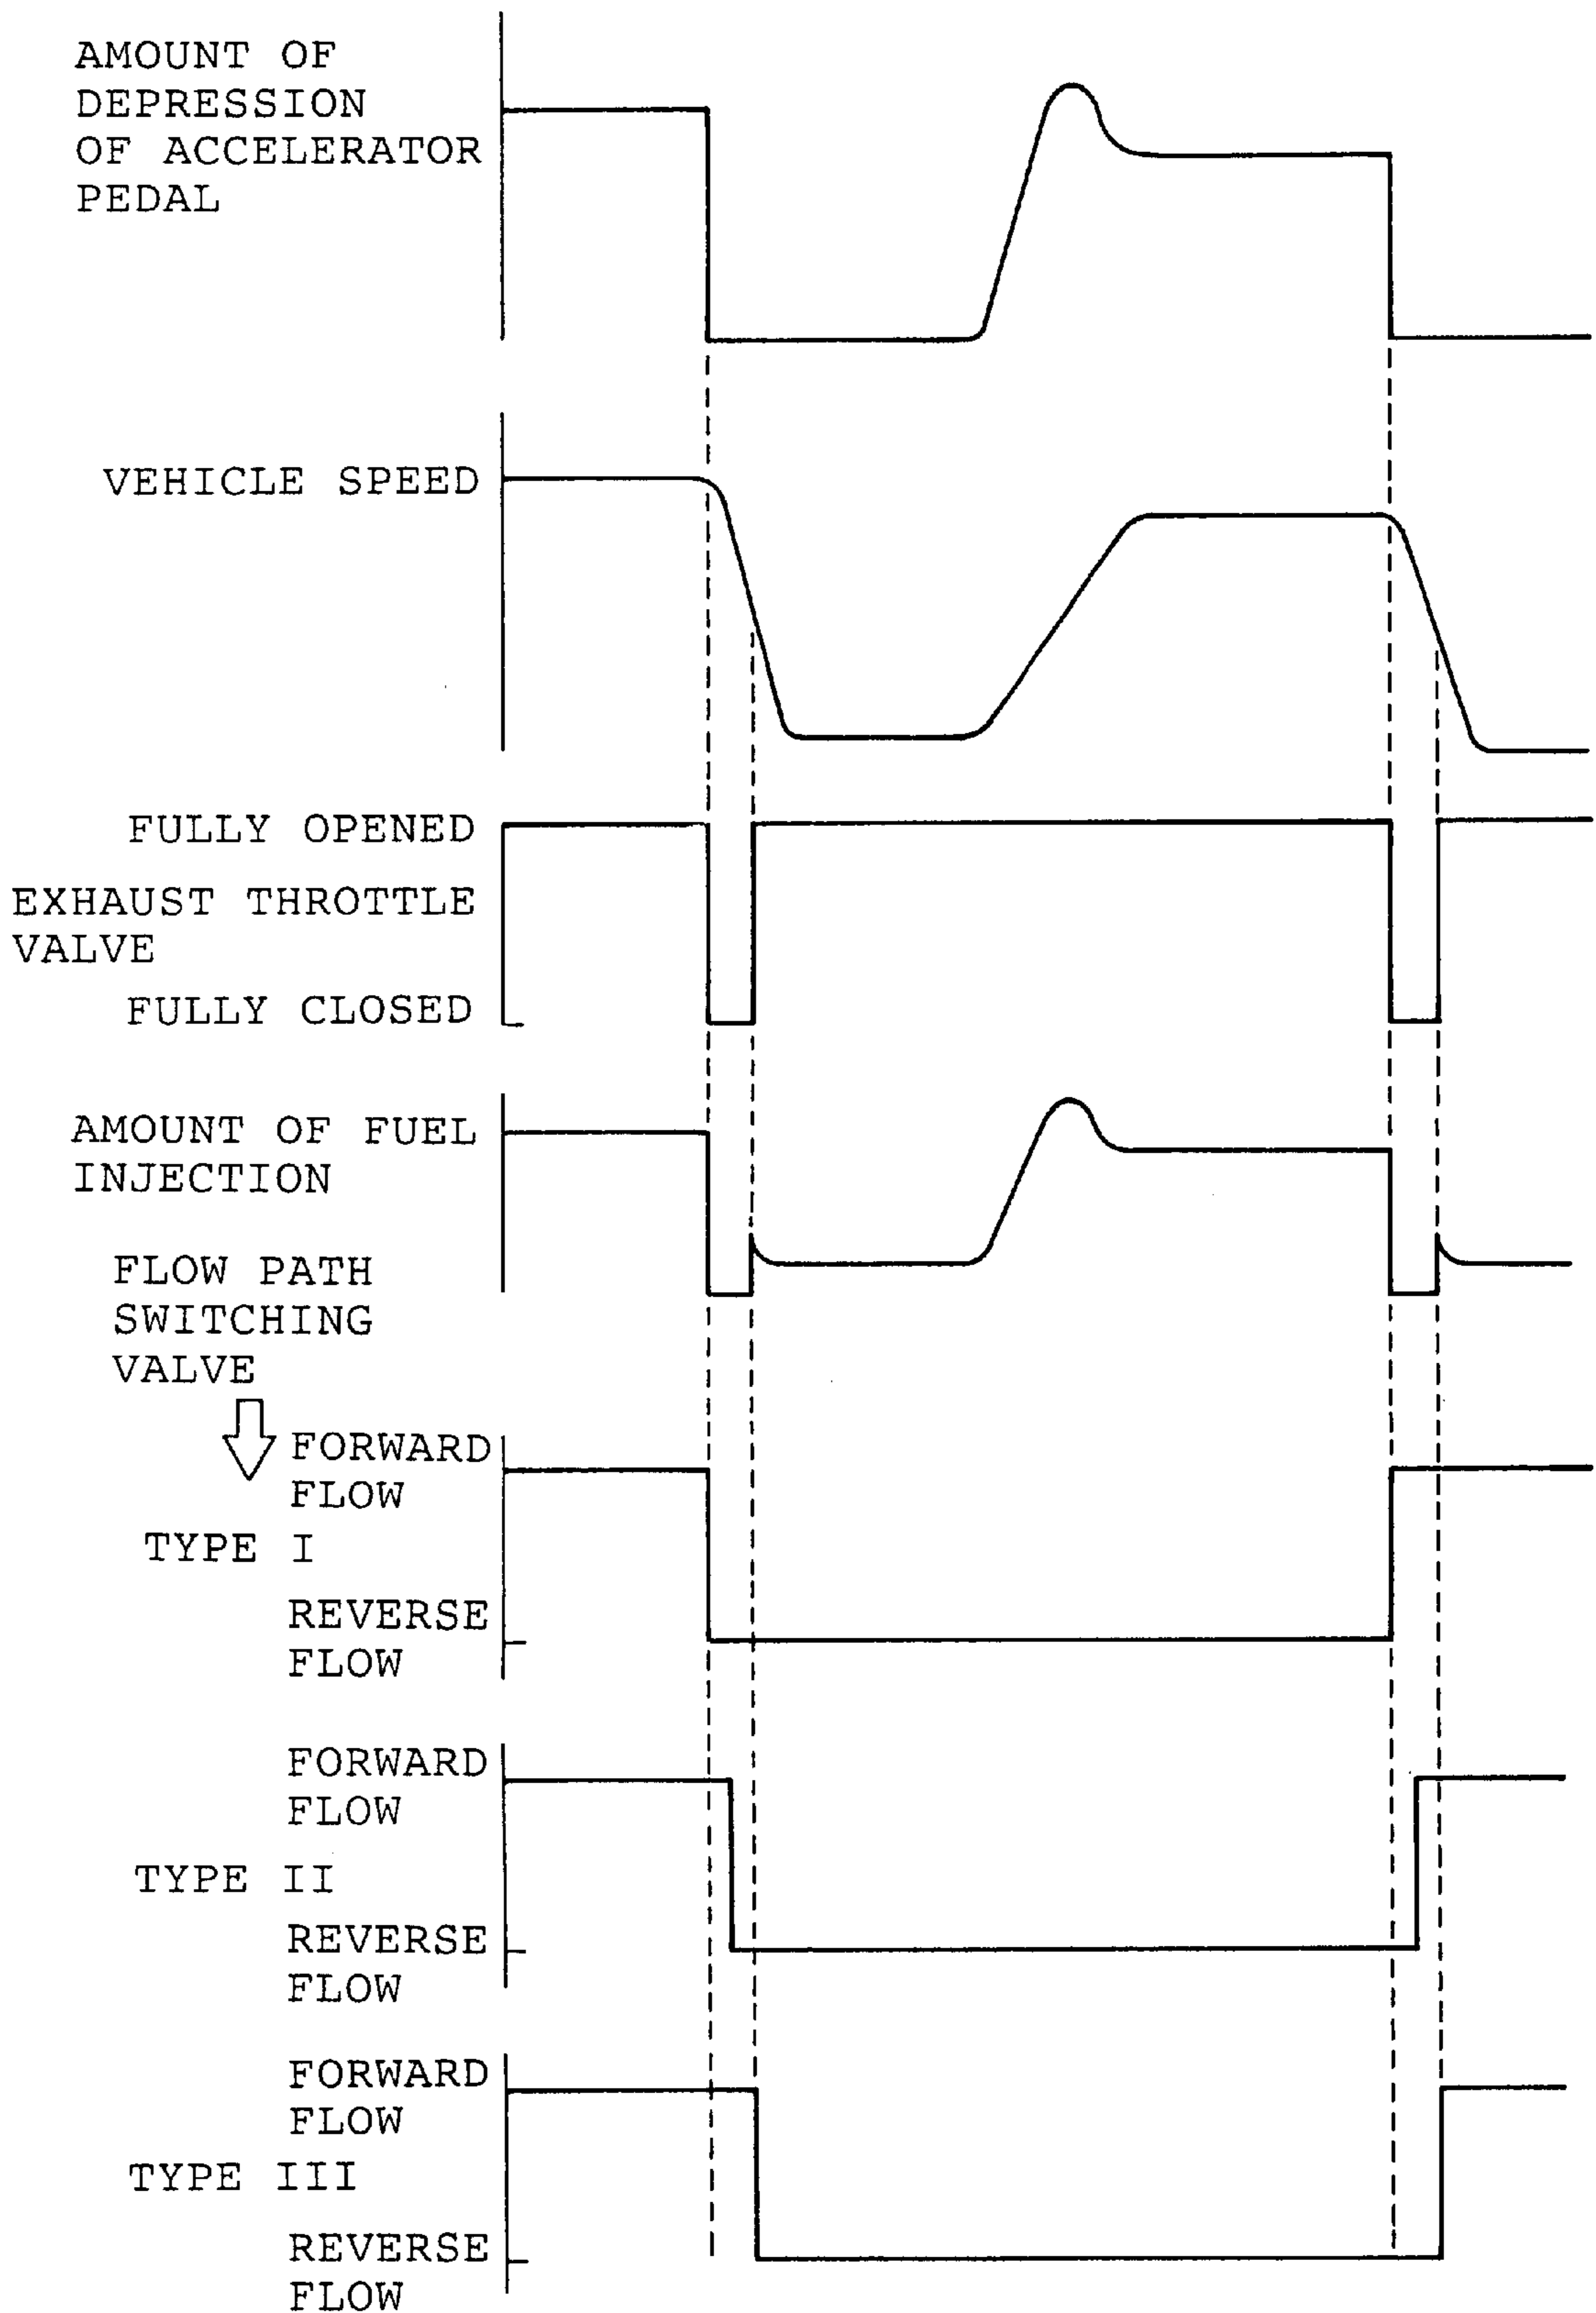 AMOUNT OF
DEPRESSION
OF ACCELERATOR
PEDAL
VEHICLE SPEED
FULLY OPENED
EXHAUST THROTTLE
VALVE
FULLY CLOSED
AMOUNT OF FUEL
INJECTION
FLOW PATH
SWITCHING
VALVE
FORWARD
FLOW
TYPE I
REVERSE
FLOW
FORWARD
FLOW
TYPE II
REVERSE
FLOW
FORWARD
FLOW
TYPE III
REVERSE
FLOW